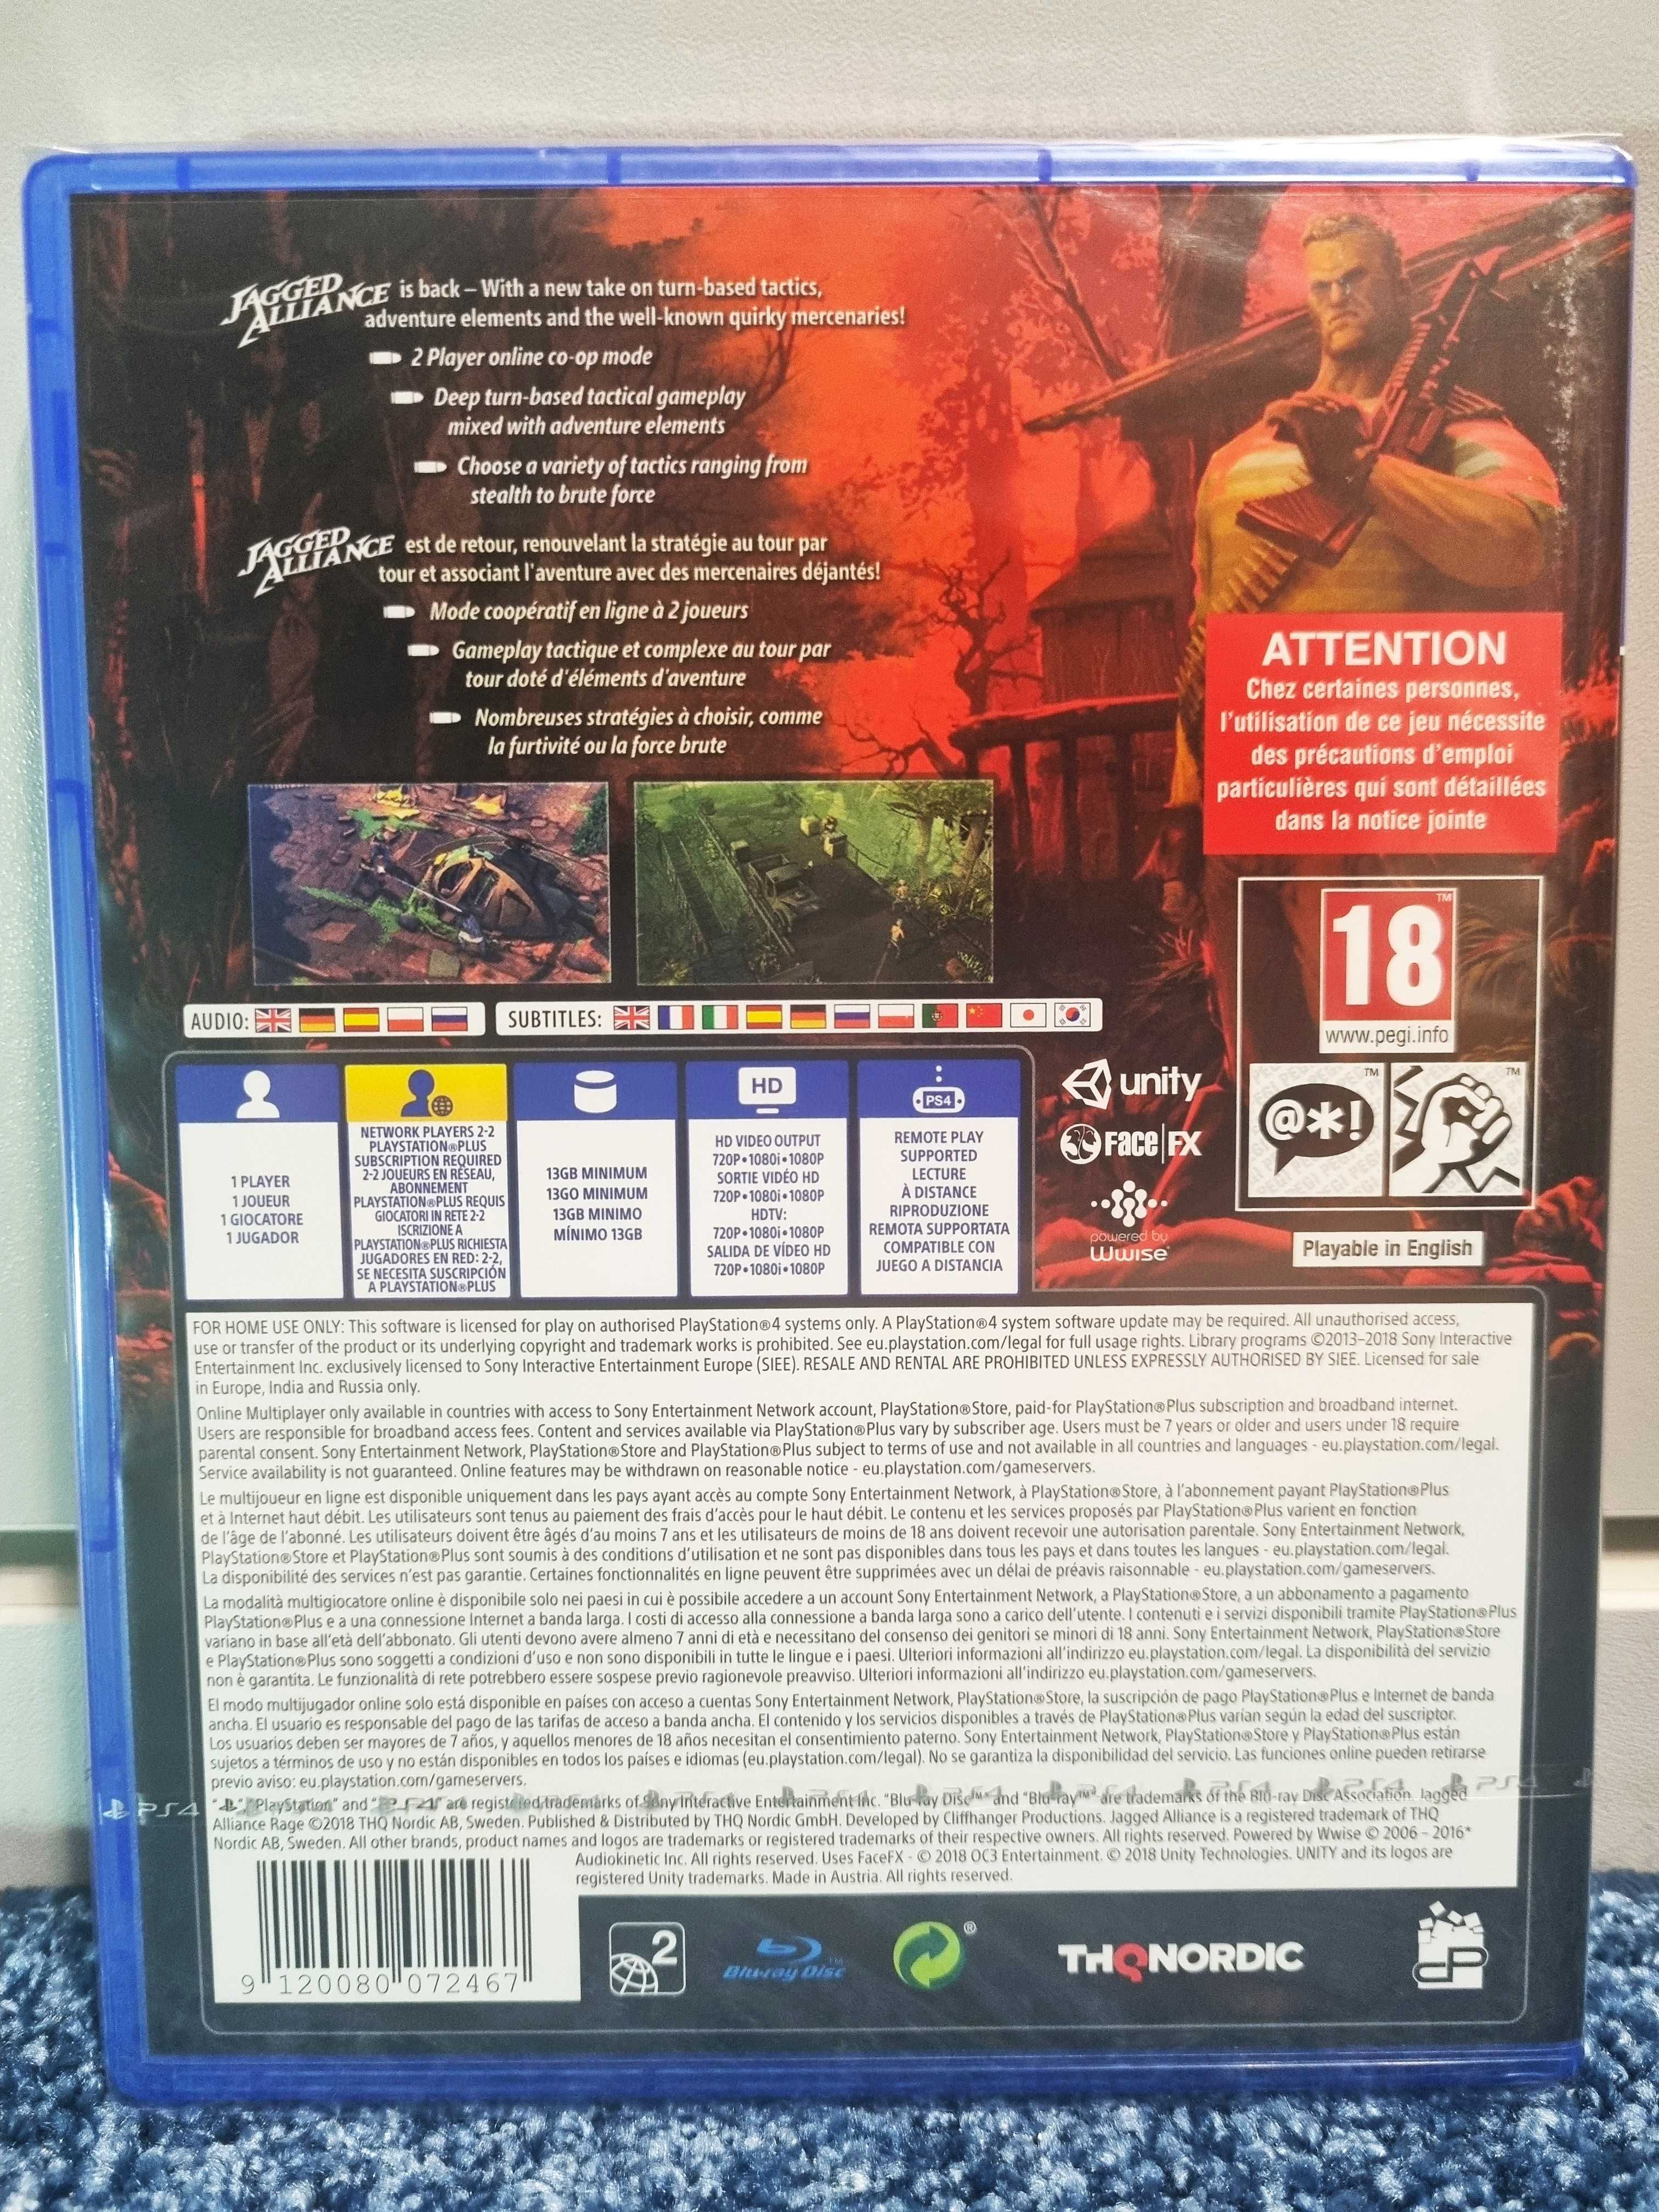 JAGGED ALLIANCE is back – With a new take on turn-based tactics,
adventure elements and the well-known quirky mercenaries!
2 Player online co-op mode
Deep turn-based tactical gameplay
mixed with adventure elements
Choose a variety of tactics ranging from
stealth to brute force
JAGGED ALLIANCE est de retour, renouvelant la stratégie au tour par
tour et associant l'aventure avec des mercenaires déjantés!
Mode coopératif en ligne à 2 joueurs
Gameplay tactique et complexe au tour par
tour doté d'éléments d'aventure
Nombreuses stratégies à choisir, comme
la furtivité ou la force brute
ATTENTION
Chez certaines personnes,
l'utilisation de ce jeu nécessite
des précautions d'emploi
particulières qui sont détaillées
dans la notice jointe
18
TM
www.pegi.info
@*!
TM
TM
Playable in English
AUDIO:
SUBTITLES:
1 PLAYER
1 JOUEUR
1 GIOCATORE
1 JUGADOR
NETWORK PLAYERS 2-2
PLAYSTATION®PLUS
SUBSCRIPTION REQUIRED
2-2 JOUEURS EN RÉSEAU,
ABONNEMENT
PLAYSTATION®PLUS REQUIS
GIOCATORI IN RETE 2-2
ISCRIZIONE A
PLAYSTATION®PLUS RICHIESTA
JUGADORES EN RED: 2-2,
SE NECESITA SUSCRIPCIÓN
A PLAYSTATION®PLUS
13GB MINIMUM
13GO MINIMUM
13GB MINIMO
MÍNIMO 13GB
HD
HD VIDEO OUTPUT
720P•1080i•1080P
SORTIE VIDÉO HD
720P•1080i•1080P
HDTV:
720P•1080i•1080P
SALIDA DE VÍDEO HD
720P•1080i•1080P
PS4
REMOTE PLAY
SUPPORTED
LECTURE
À DISTANCE
RIPRODUZIONE
REMOTA SUPPORTATA
COMPATIBLE CON
JUEGO A DISTANCIA
unity
FACE|FX
powered by
Wwise
FOR HOME USE ONLY: This software is licensed for play on authorised PlayStation®4 systems only. A PlayStation®4 system software update may be required. All unauthorised access,
use or transfer of the product or its underlying copyright and trademark works is prohibited. See eu.playstation.com/legal for full usage rights. Library programs ©2013-2018 Sony Interactive
Entertainment Inc. exclusively licensed to Sony Interactive Entertainment Europe (SIEE). RESALE AND RENTAL ARE PROHIBITED UNLESS EXPRESSLY AUTHORISED BY SIEE. Licensed for sale
in Europe, India and Russia only.
Online Multiplayer only available in countries with access to Sony Entertainment Network account, PlayStation®Store, paid-for PlayStation®Plus subscription and broadband internet.
Users are responsible for broadband access fees. Content and services available via PlayStation®Plus vary by subscriber age. Users must be 7 years or older and users under 18 require
parental consent. Sony Entertainment Network, PlayStation®Store and PlayStation®Plus subject to terms of use and not available in all countries and languages - eu.playstation.com/legal.
Service availability is not guaranteed. Online features may be withdrawn on reasonable notice - eu.playstation.com/gameservers.
Le multijoueur en ligne est disponible uniquement dans les pays ayant accès au compte Sony Entertainment Network, à PlayStation®Store, à l'abonnement payant PlayStation®Plus
et à Internet haut débit. Les utilisateurs sont tenus au paiement des frais d'accès pour le haut débit. Le contenu et les services proposés par PlayStation®Plus varient en fonction
de l'âge de l'abonné. Les utilisateurs doivent être âgés d'au moins 7 ans et les utilisateurs de moins de 18 ans doivent recevoir une autorisation parentale. Sony Entertainment Network,
PlayStation®Store et PlayStation®Plus sont soumis à des conditions d'utilisation et ne sont pas disponibles dans tous les pays et dans toutes les langues - eu.playstation.com/legal.
La disponibilité des services n'est pas garantie. Certaines fonctionnalités en ligne peuvent être supprimées avec un délai de préavis raisonnable - eu.playstation.com/gameservers.
La modalità multigiocatore online è disponibile solo nei paesi in cui è possibile accedere a un account Sony Entertainment Network, a PlayStation®Store, a un abbonamento a pagamento
PlayStation®Plus e a una connessione Internet a banda larga. I costi di accesso alla connessione a banda larga sono a carico dell'utente. I contenuti e i servizi disponibili tramite PlayStation®Plus
variano in base all'età dell'abbonato. Gli utenti devono avere almeno 7 anni di età e necessitano del consenso dei genitori se minori di 18 anni. Sony Entertainment Network, PlayStation®Store
e PlayStation®Plus sono soggetti a condizioni d'uso e non sono disponibili in tutte le lingue e i paesi. Ulteriori informazioni all'indirizzo eu.playstation.com/legal. La disponibilità del servizio
non è garantita. Le funzionalità di rete potrebbero essere sospese previo ragionevole preavviso. Ulteriori informazioni all'indirizzo eu.playstation.com/gameservers.
El modo multijugador online solo está disponible en países con acceso a cuentas Sony Entertainment Network, PlayStation®Store, la suscripción de pago PlayStation®Plus e Internet de banda
ancha. El usuario es responsable del pago de las tarifas de acceso a banda ancha. El contenido y los servicios disponibles a través de PlayStation®Plus varían según la edad del suscriptor.
Los usuarios deben ser mayores de 7 años, y aquellos menores de 18 años necesitan el consentimiento paterno. Sony Entertainment Network, PlayStation®Store y PlayStation®Plus están
sujetos a términos de uso y no están disponibles en todos los países e idiomas (eu.playstation.com/legal). No se garantiza la disponibilidad del servicio. Las funciones online pueden retirarse
previo aviso: eu.playstation.com/gameservers.
PS4 PS4 PS4 PS4 PS4
"PlayStation" and "PS4" are registered trademarks of Sony Interactive Entertainment Inc. "Blu-ray Disc™" and "Blu-ray™" are trademarks of the Blu-ray Disc Association. Jagged
Alliance Rage ©2018 THQ Nordic AB, Sweden. Published & Distributed by THQ Nordic GmbH. Developed by Cliffhanger Productions. Jagged Alliance is a registered trademark of THQ
Nordic AB, Sweden. All other brands, product names and logos are trademarks or registered trademarks of their respective owners. All rights reserved. Powered by Wwise © 2006 - 2016*
Audiokinetic Inc. All rights reserved. Uses FaceFX - © 2018 OC3 Entertainment. © 2018 Unity Technologies. UNITY and its logos are
registered Unity trademarks. Made in Austria. All rights reserved.
9 120080 072467
2
Blu-ray Disc™
®
THQNORDIC
CP